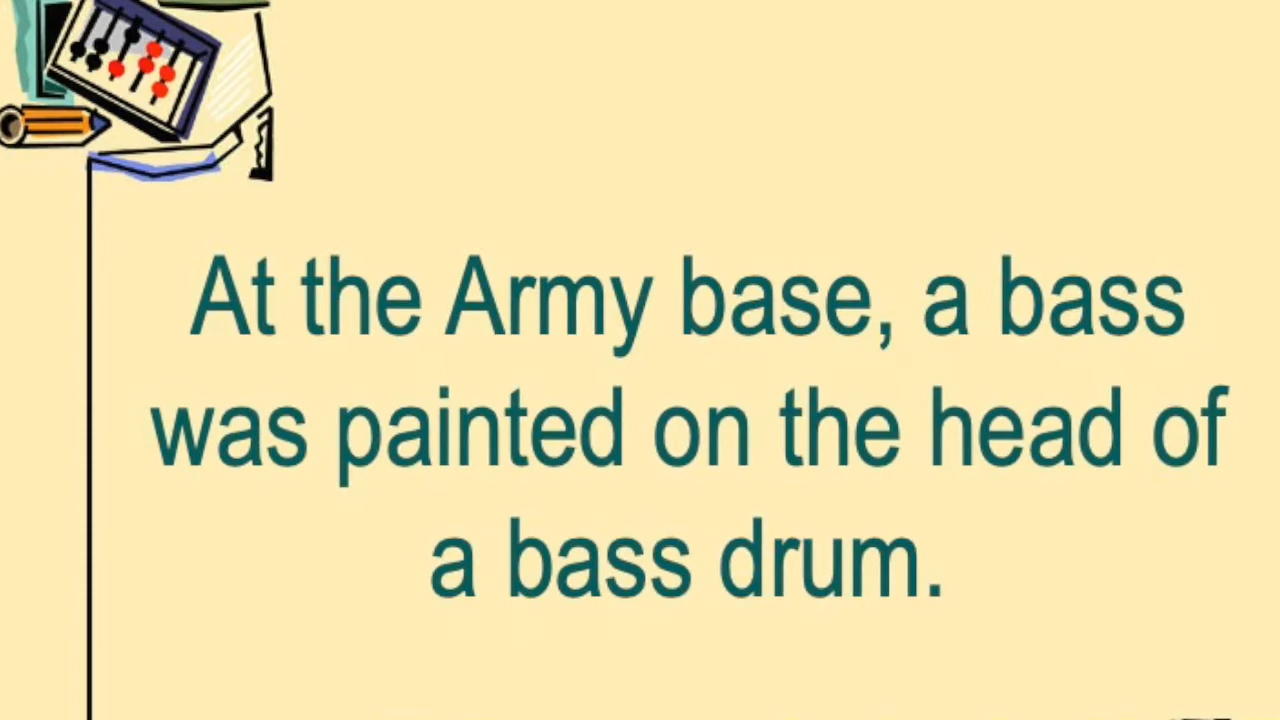 At the Army base, a bass
was painted on the head of
a bass drum.